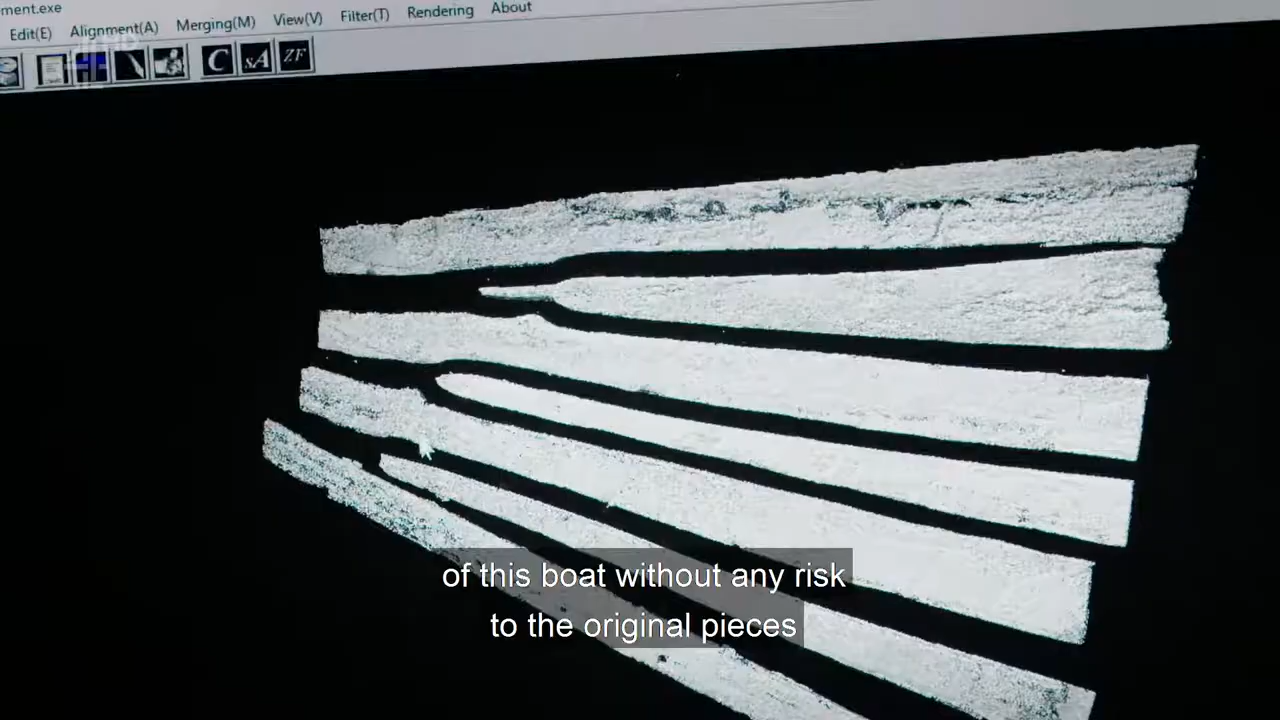 ment.exe
Edit(E) Alignment(A) Merging(M) View(V) Filter(T) Rendering About
C sA ZF
HD
of this boat without any risk
to the original pieces